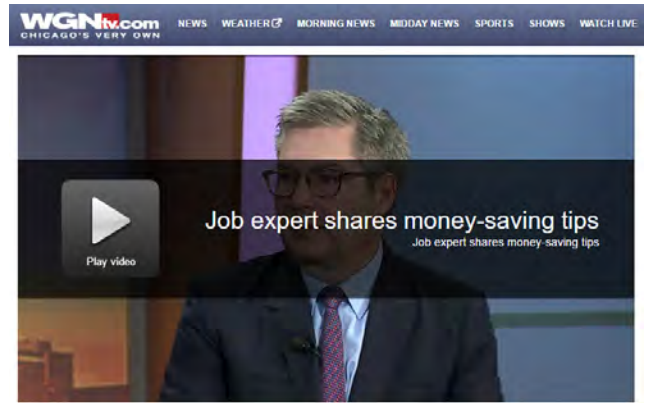 WGNtv.com
CHICAGO'S VERY OWN
NEWS WEATHER MORNING NEWS MIDDAY NEWS SPORTS SHOWS WATCH LIVE
Job expert shares money-saving tips
Job expert shares money-saving tips
Play video